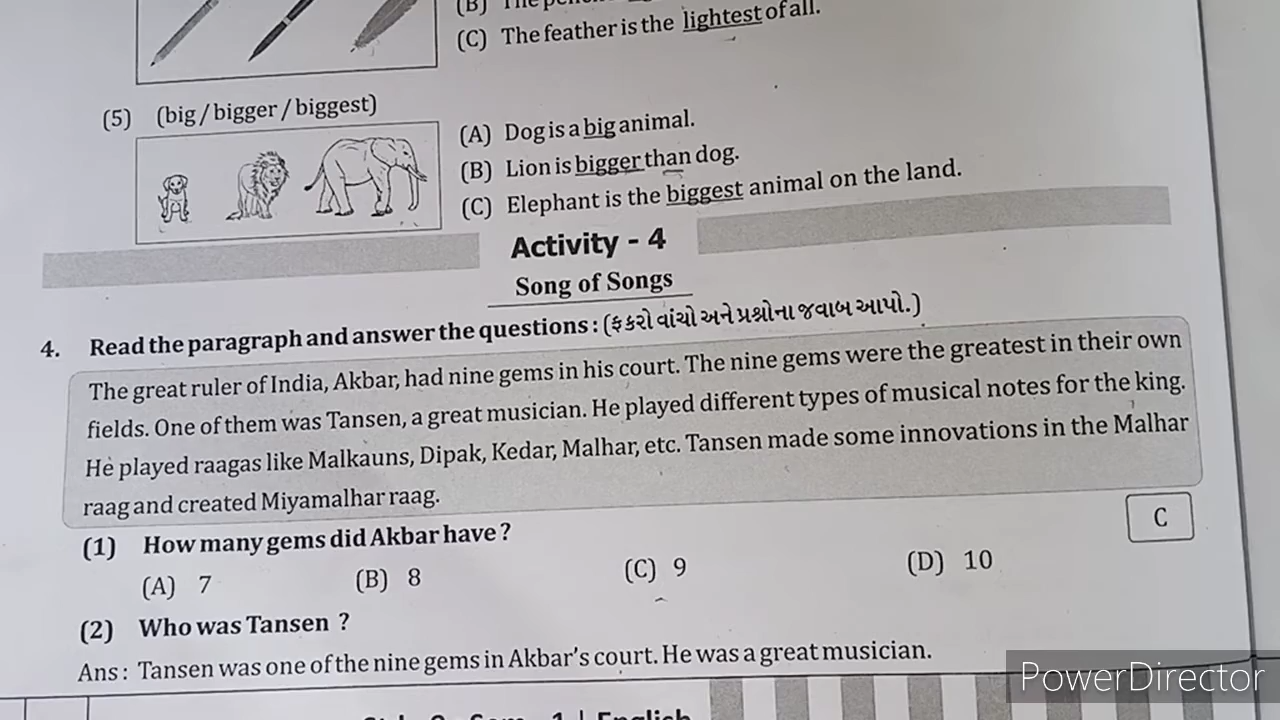 (B) The
(C) The feather is the lightest of all.
(5) (big / bigger / biggest)
(A) Dog is a big animal.
(B) Lion is bigger than dog.
(C) Elephant is the biggest animal on the land.
Activity - 4
Song of Songs
4. Read the paragraph and answer the questions : (ફકરો વાંચો અને પ્રશ્નોના જવાબ આપો.)
The great ruler of India, Akbar, had nine gems in his court. The nine gems were the greatest in their own
fields. One of them was Tansen, a great musician. He played different types of musical notes for the king.
He played raagas like Malkauns, Dipak, Kedar, Malhar, etc. Tansen made some innovations in the Malhar
raag and created Miyamalhar raag.
(1) How many gems did Akbar have ?
C
(A) 7 (B) 8 (C) 9 (D) 10
(2) Who was Tansen ?
Ans : Tansen was one of the nine gems in Akbar's court. He was a great musician.
1 | English
PowerDirector